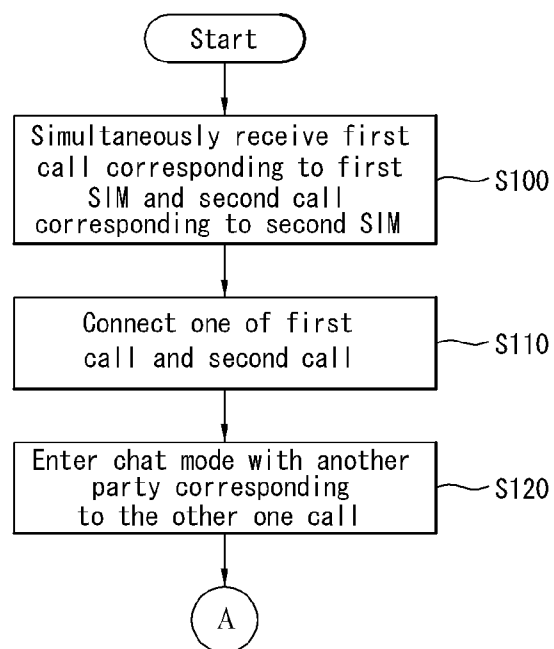 Start
Simultaneously receive first
call corresponding to first
SIM and second call
corresponding to second SIM
S100
Connect one of first
call and second call
S110
Enter chat mode with another
party corresponding
to the other one call
S120
A